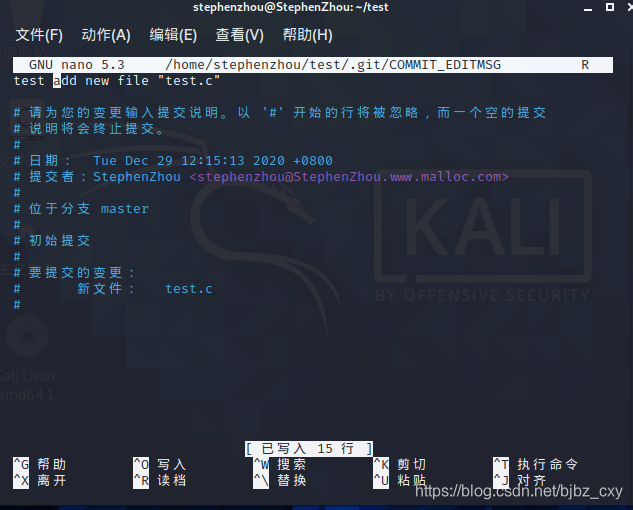 stephenzhou@StephenZhou:~/test
文件(F) 动作(A) 编辑(E) 查看(V) 帮助(H)
GNU nano 5.3 /home/stephenzhou/test/.git/COMMIT_EDITMSG R
test add new file "test.c"
# 请为您的变更输入提交说明。以 '#' 开始的行将被忽略，而一个空的提交
# 说明将会终止提交。
#
# 日期： Tue Dec 29 12:15:13 2020 +0800
# 提交者：StephenZhou <stephenzhou@StephenZhou.www.malloc.com>
#
# 位于分支 master
#
# 初始提交
#
# 要提交的变更：
# 新文件： test.c
#
KALI
BY OFFENSIVE SECURITY
Kali Linux
amd64 1
[ 已写入 15 行 ]
^G 帮助 ^O 写入 ^W 搜索 ^K 剪切 ^T 执行命令
^X 离开 ^R 读档 ^\ 替换 ^U 粘贴 ^J 对齐
https://blog.csdn.net/bjbz_cxy